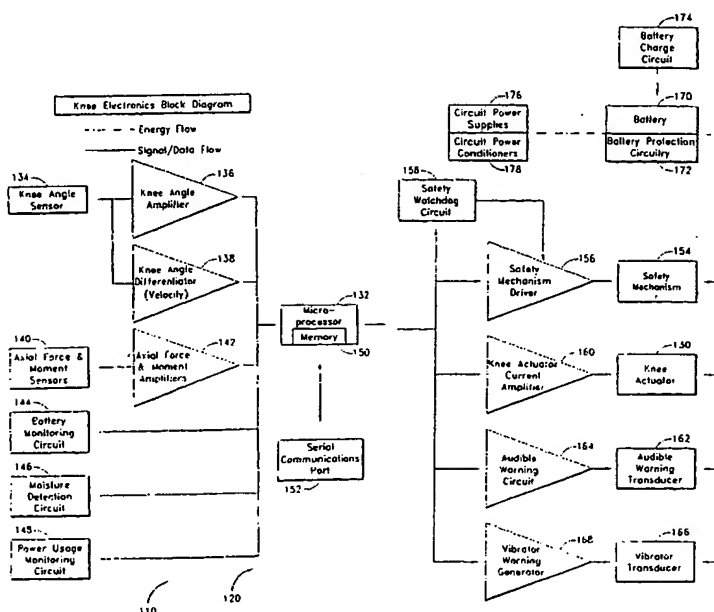 174
Battery
Charge
Circuit
Knee Electronics Block Diagram
Energy Flow
Signal/Data Flow
176
Circuit Power
Supplies
Circuit Power
Conditioners
178
170
Battery
Battery Protection
Circuitry
172
134
Knee Angle
Sensor
136
Knee Angle
Amplifier
158
Safety
Watchdog
Circuit
138
Knee Angle
Differentiator
(Velocity)
156
Safety
Mechanism
Driver
154
Safety
Mechanism
132
Micro-
processor
Memory
150
140
Axial Force &
Moment
Sensors
142
Axial Force
& Moment
Amplifiers
160
Knee Actuator
Current
Amplifier
130
Knee
Actuator
144
Battery
Monitoring
Circuit
Serial
Communications
Port
152
164
Audible
Warning
Circuit
162
Audible
Warning
Transducer
146
Moisture
Detection
Circuit
148
Power Usage
Monitoring
Circuit
168
Vibrator
Warning
Generator
166
Vibrator
Transducer
110
120